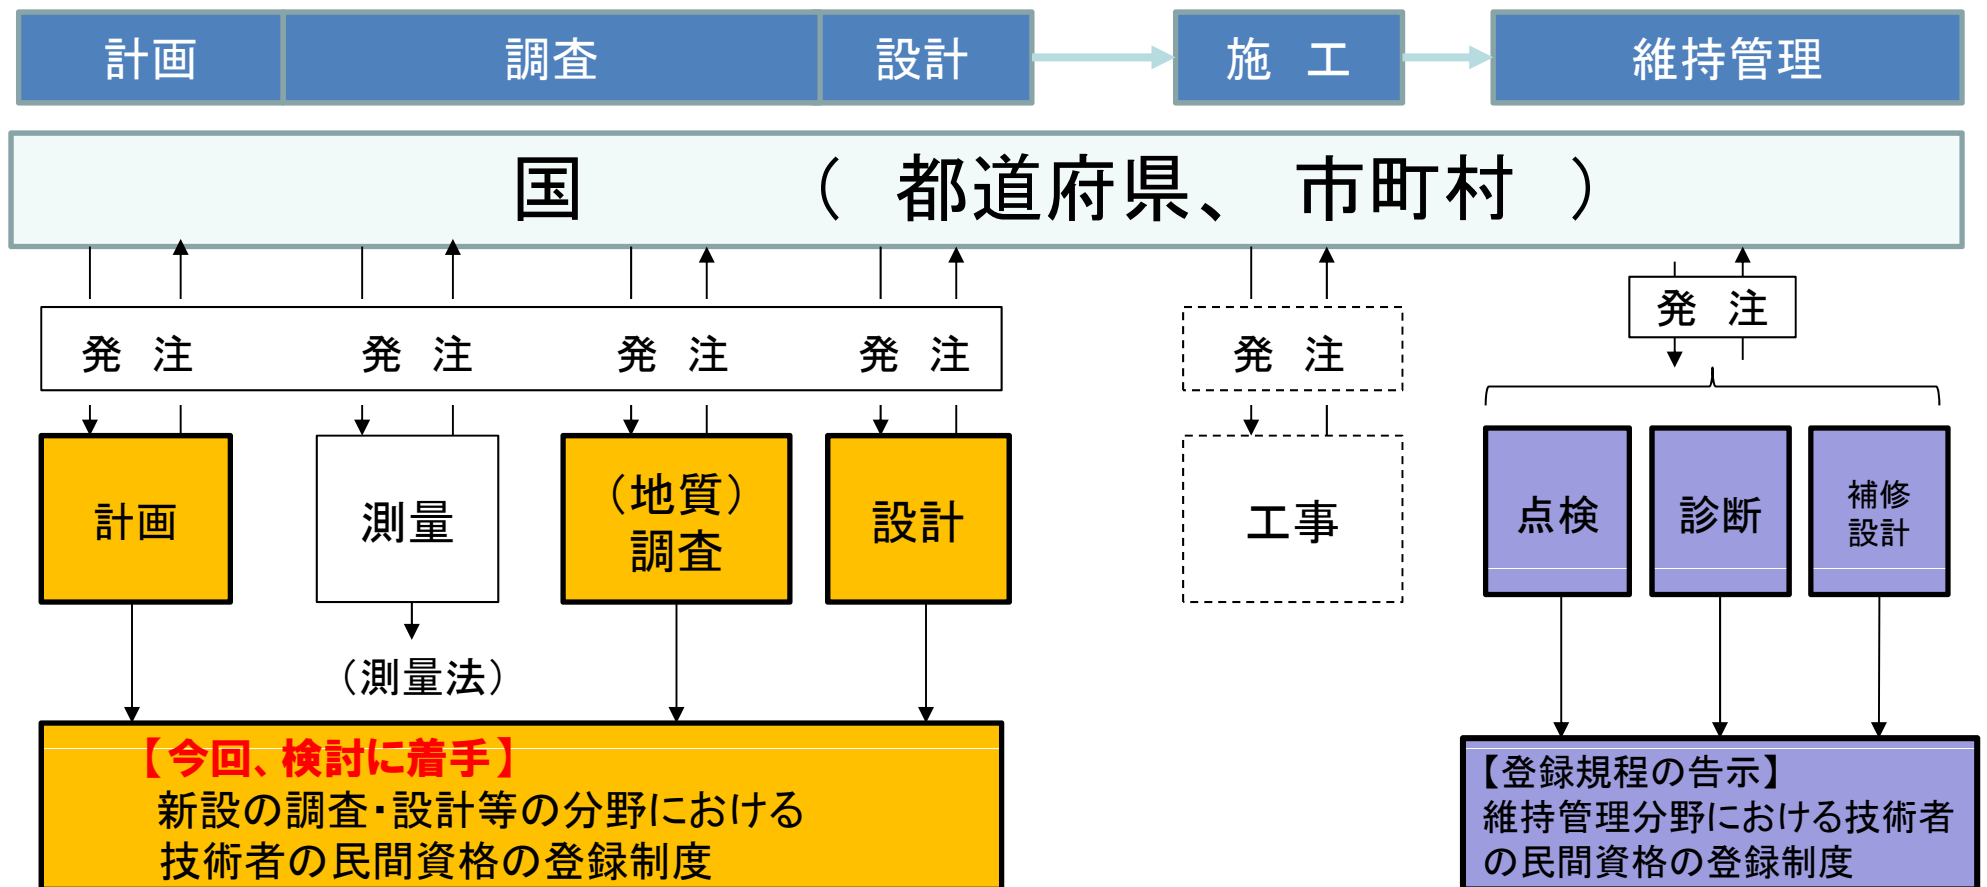 計画 調査 設計 施 工 維持管理
国 ( 都道府県、 市町村 )
発 注 発 注 発 注 発 注 発 注 発 注
計画
測量
（地質）
調査
設計
工事
点検
診断
補修
設計
（測量法）
【今回、検討に着手】
新設の調査・設計等の分野における
技術者の民間資格の登録制度
【登録規程の告示】
維持管理分野における技術者
の民間資格の登録制度